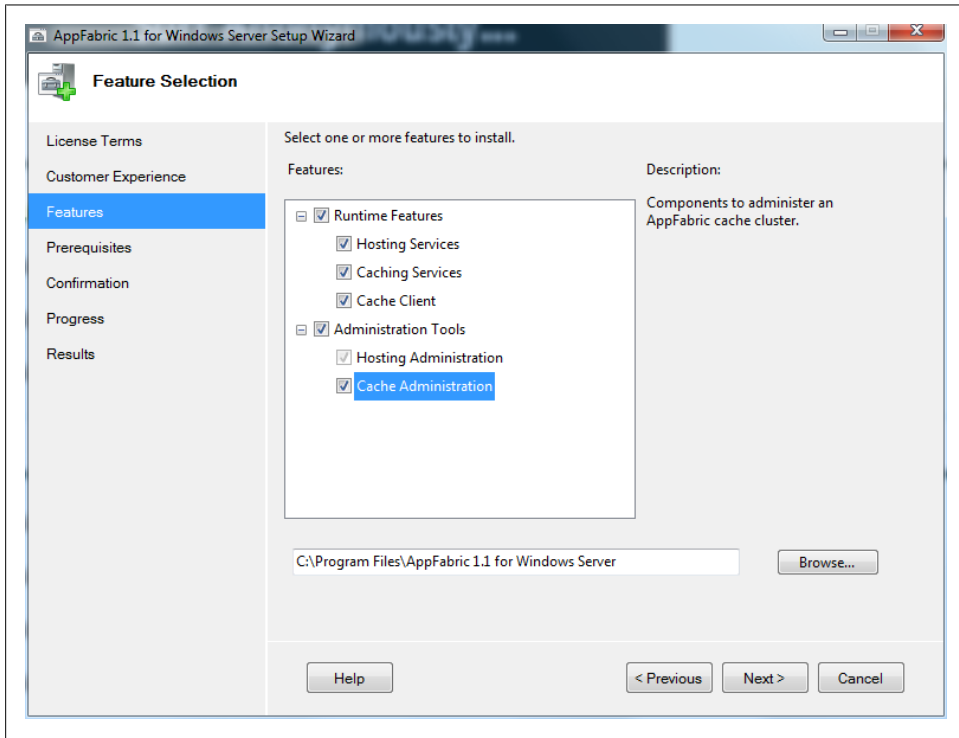 AppFabric 1.1 for Windows Server Setup Wizard
Feature Selection
License Terms
Customer Experience
Features
Prerequisites
Confirmation
Progress
Results
Select one or more features to install.
Features:
Runtime Features
Hosting Services
Caching Services
Cache Client
Administration Tools
Hosting Administration
Cache Administration
Description:
Components to administer an
AppFabric cache cluster.
C:\Program Files\AppFabric 1.1 for Windows Server
Browse...
Help
< Previous
Next >
Cancel